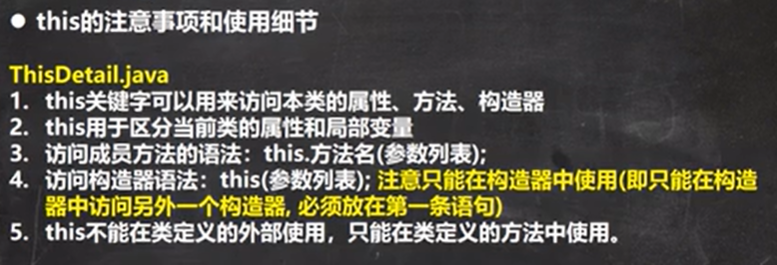 ● this的注意事项和使用细节
ThisDetail.java
1. this关键字可以用来访问本类的属性、方法、构造器
2. this用于区分当前类的属性和局部变量
3. 访问成员方法的语法：this.方法名(参数列表);
4. 访问构造器语法：this(参数列表); 注意只能在构造器中使用(即只能在构造
器中访问另外一个构造器, 必须放在第一条语句)
5. this不能在类定义的外部使用，只能在类定义的方法中使用。